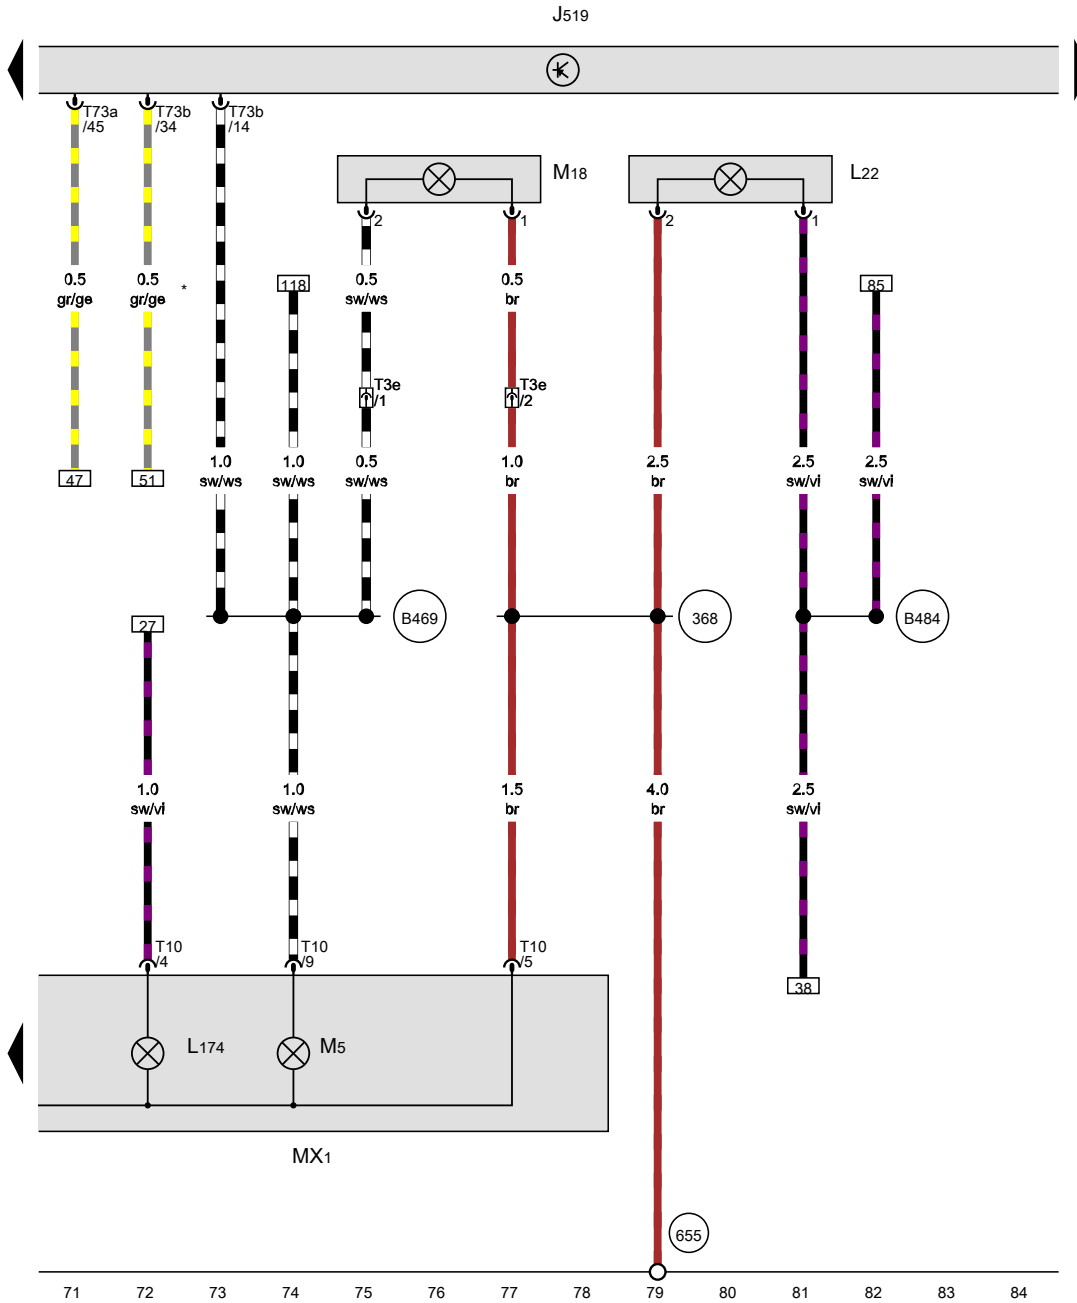 J519
T73a
/45
T73b
/34
T73b
/14
M18
L22
2
1
2
1
0.5
gr/ge
0.5
gr/ge
*
118
0.5
sw/ws
0.5
br
85
T3e
/1
T3e
/2
47
51
1.0
sw/ws
1.0
sw/ws
0.5
sw/ws
1.0
br
2.5
br
2.5
sw/vi
2.5
sw/vi
27
B469
368
B484
1.0
sw/vi
1.0
sw/ws
1.5
br
4.0
br
2.5
sw/vi
T10
/4
T10
/9
T10
/5
38
L174
M5
MX1
655
71 72 73 74 75 76 77 78 79 80 81 82 83 84